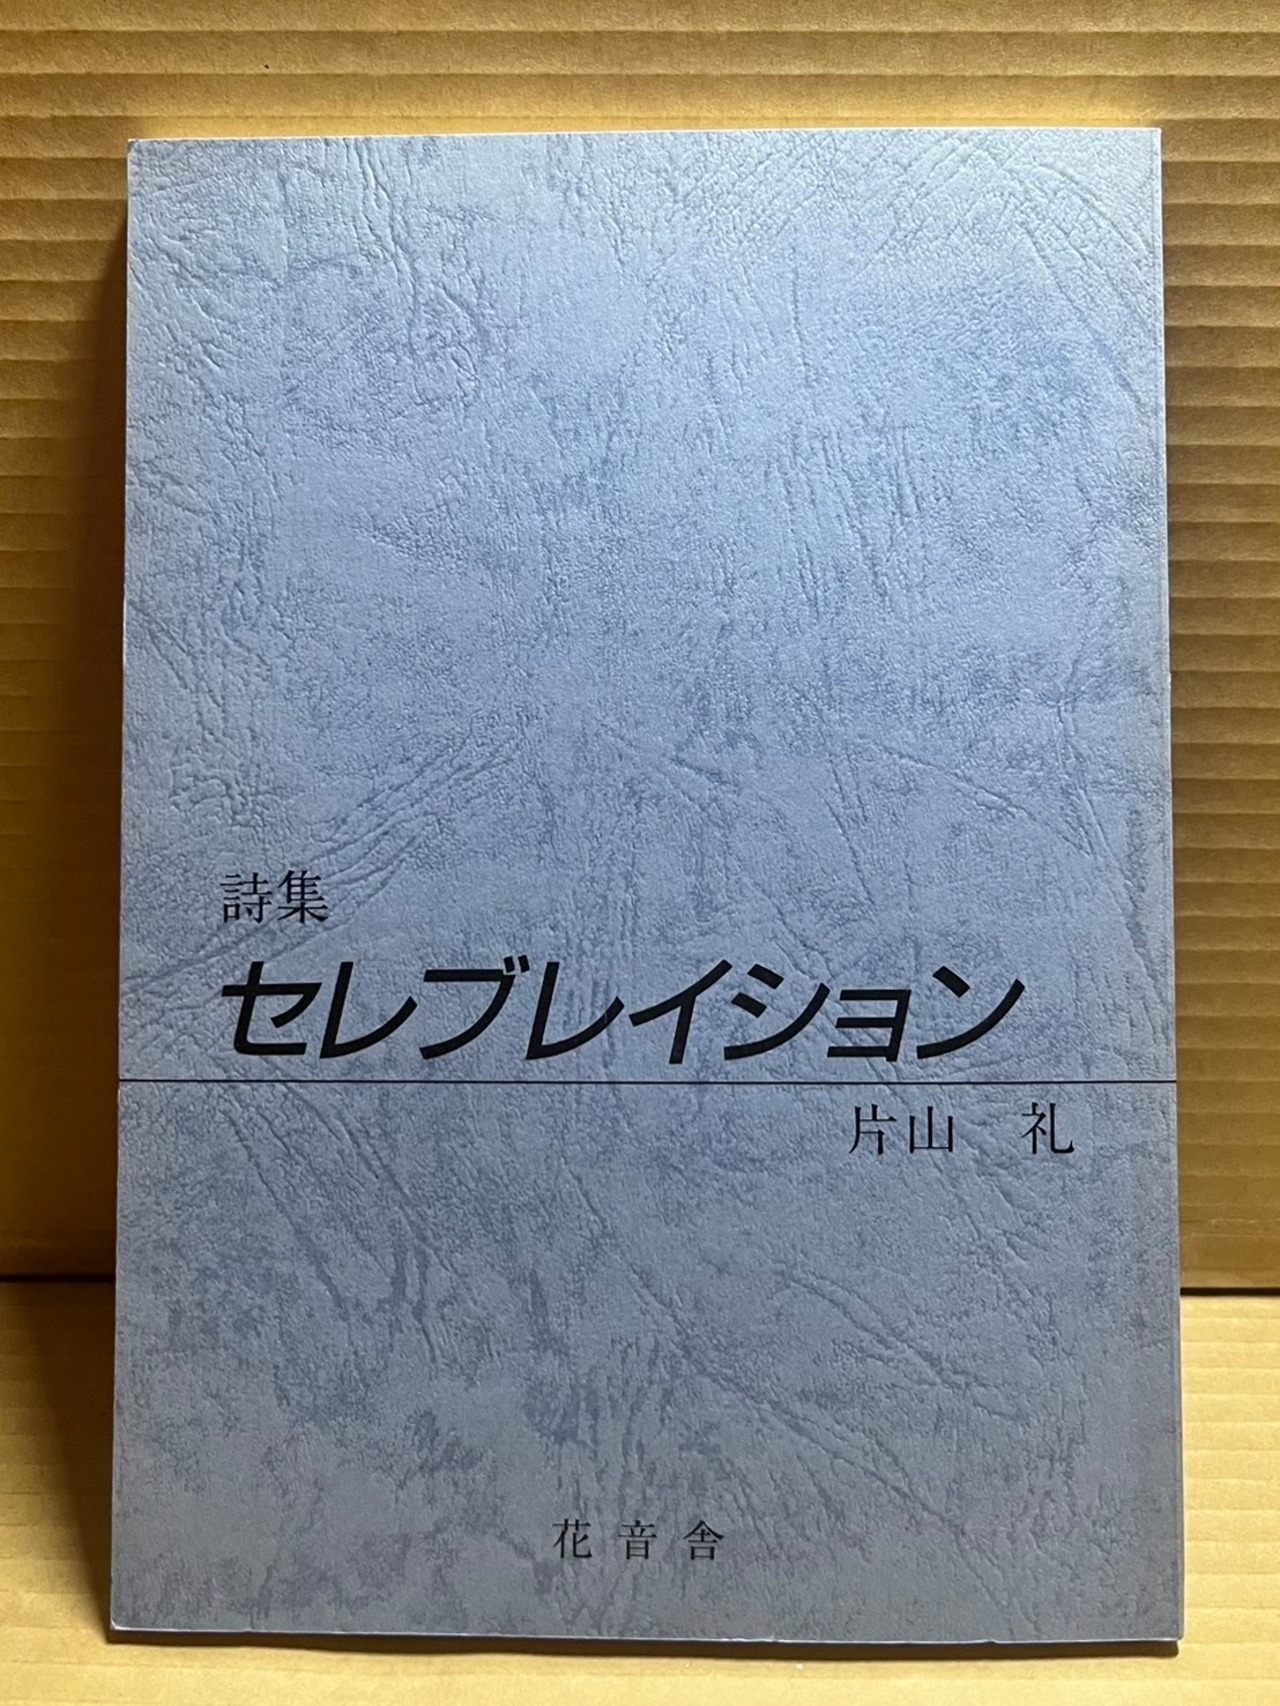 詩集
セレブレイション
片山 礼
花音舎